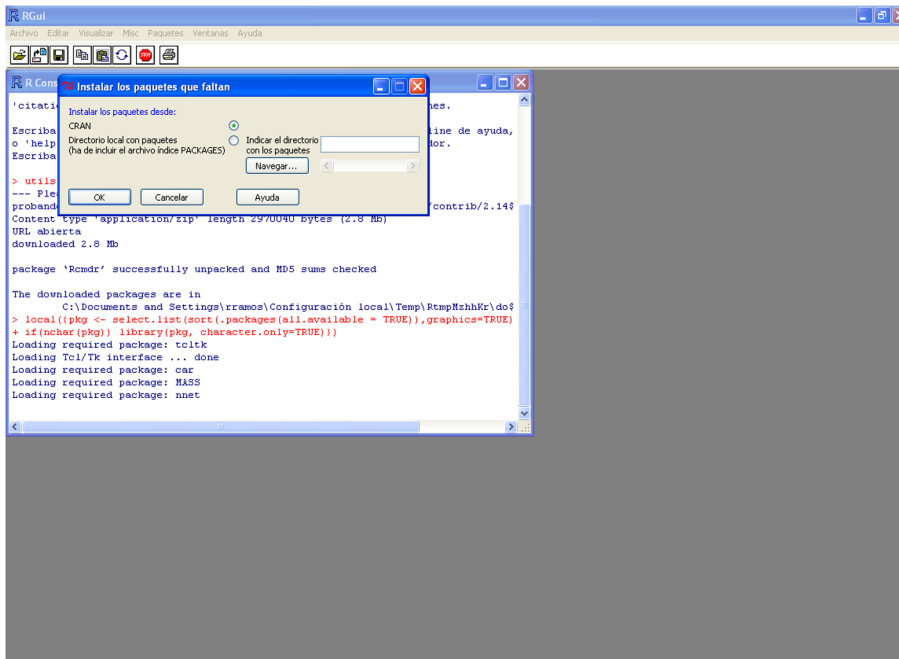 RGui
Archivo Editar Visualizar Misc Paquetes Ventanas Ayuda
STOP
R Cons
Instalar los paquetes que faltan
Instalar los paquetes desde:
CRAN
Directorio local con paquetes
(ha de incluir el archivo índice PACKAGES)
Indicar el directorio
con los paquetes
Navegar...
OK Cancelar Ayuda
'citati nes.
Escriba line de ayuda,
o 'help dor.
Escriba
> utils
--- Ple
proband /contrib/2.14$
Content type 'application/zip' length 2970040 bytes (2.8 Mb)
URL abierta
downloaded 2.8 Mb
package ‘Rcmdr’ successfully unpacked and MD5 sums checked
The downloaded packages are in
C:\Documents and Settings\rramos\Configuración local\Temp\RtmpMzhhKr\do$
> local({pkg <- select.list(sort(.packages(all.available = TRUE)),graphics=TRUE)
+ if(nchar(pkg)) library(pkg, character.only=TRUE)})
Loading required package: tcltk
Loading Tcl/Tk interface ... done
Loading required package: car
Loading required package: MASS
Loading required package: nnet